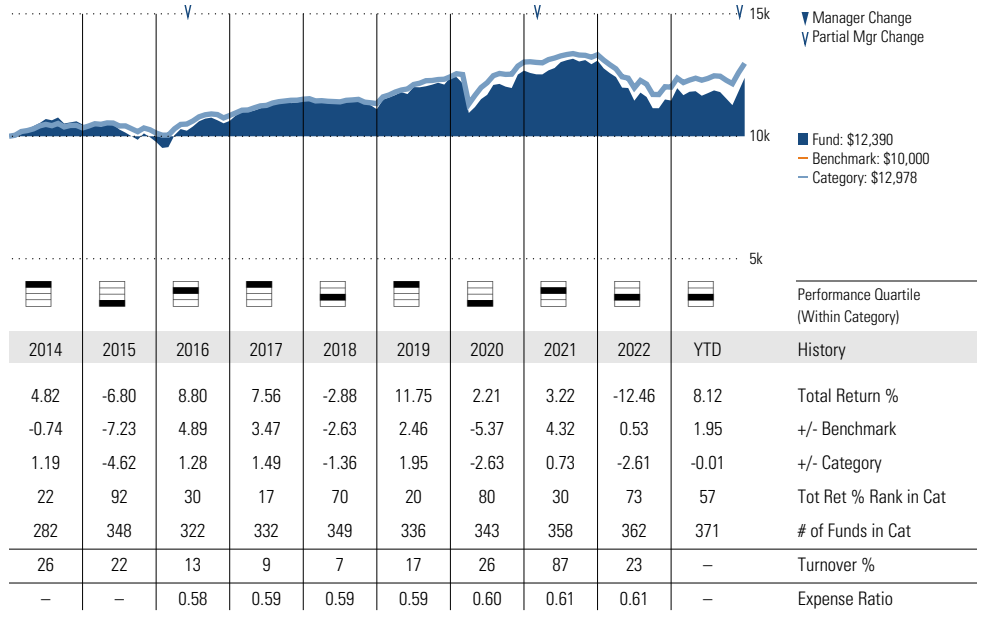 15k
Manager Change
Partial Mgr Change
10k
Fund: $12,390
Benchmark: $10,000
Category: $12,978
5k
Performance Quartile
(Within Category)
2014 2015 2016 2017 2018 2019 2020 2021 2022 YTD History
4.82 -6.80 8.80 7.56 -2.88 11.75 2.21 3.22 -12.46 8.12 Total Return %
-0.74 -7.23 4.89 3.47 -2.63 2.46 -5.37 4.32 0.53 1.95 +/- Benchmark
1.19 -4.62 1.28 1.49 -1.36 1.95 -2.63 0.73 -2.61 -0.01 +/- Category
22 92 30 17 70 20 80 30 73 57 Tot Ret % Rank in Cat
282 348 322 332 349 336 343 358 362 371 # of Funds in Cat
26 22 13 9 7 17 26 87 23 – Turnover %
– – 0.58 0.59 0.59 0.59 0.60 0.61 0.61 – Expense Ratio